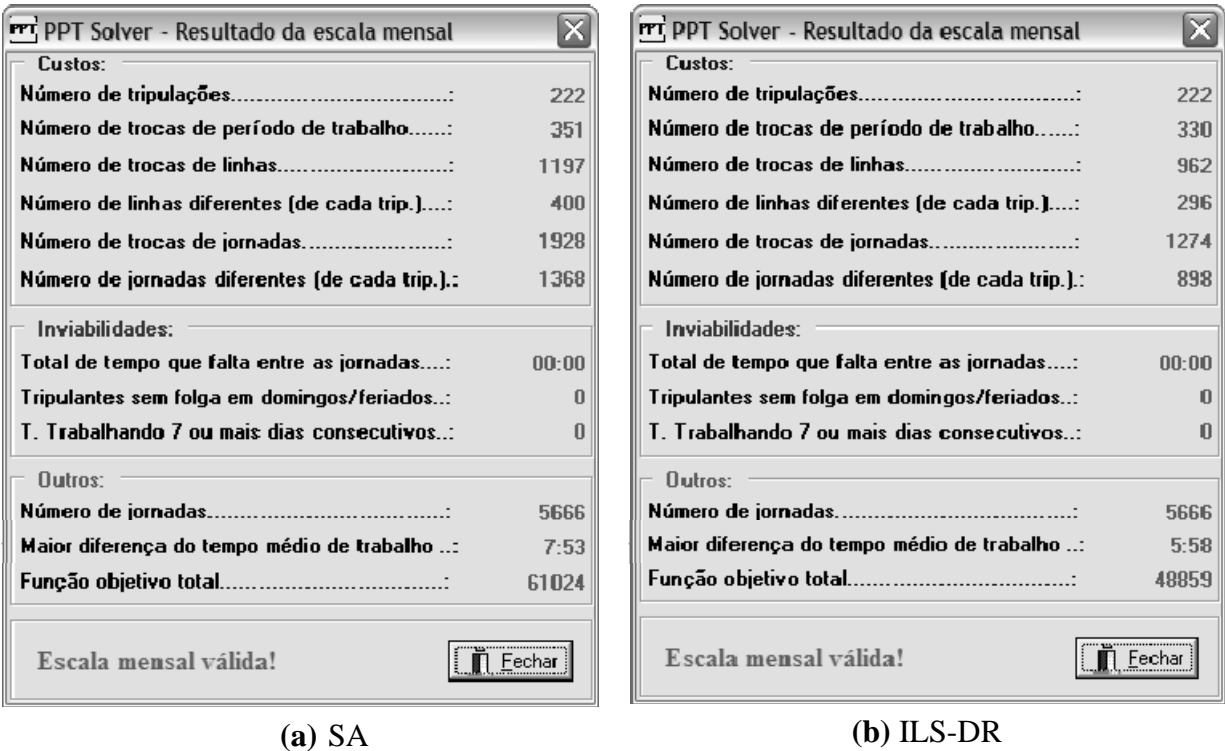 PPT PPT Solver - Resultado da escala mensal
Custos:
Número de tripulações..............................: 222
Número de trocas de período de trabalho......: 351
Número de trocas de linhas........................: 1197
Número de linhas diferentes (de cada trip.)....: 400
Número de trocas de jornadas.....................: 1928
Número de jornadas diferentes (de cada trip.).: 1368
Inviabilidades:
Total de tempo que falta entre as jornadas....: 00:00
Tripulantes sem folga em domingos/feriados..: 0
T. Trabalhando 7 ou mais dias consecutivos..: 0
Outros:
Número de jornadas..................................: 5666
Maior diferença do tempo médio de trabalho ..: 7:53
Função objetivo total................................: 61024
Escala mensal válida!
Fechar
(a) SA
PPT PPT Solver - Resultado da escala mensal
Custos:
Número de tripulações..............................: 222
Número de trocas de período de trabalho......: 330
Número de trocas de linhas........................: 962
Número de linhas diferentes (de cada trip.)....: 296
Número de trocas de jornadas.....................: 1274
Número de jornadas diferentes (de cada trip.).: 898
Inviabilidades:
Total de tempo que falta entre as jornadas....: 00:00
Tripulantes sem folga em domingos/feriados..: 0
T. Trabalhando 7 ou mais dias consecutivos..: 0
Outros:
Número de jornadas..................................: 5666
Maior diferença do tempo médio de trabalho ..: 5:58
Função objetivo total................................: 48859
Escala mensal válida!
Fechar
(b) ILS-DR